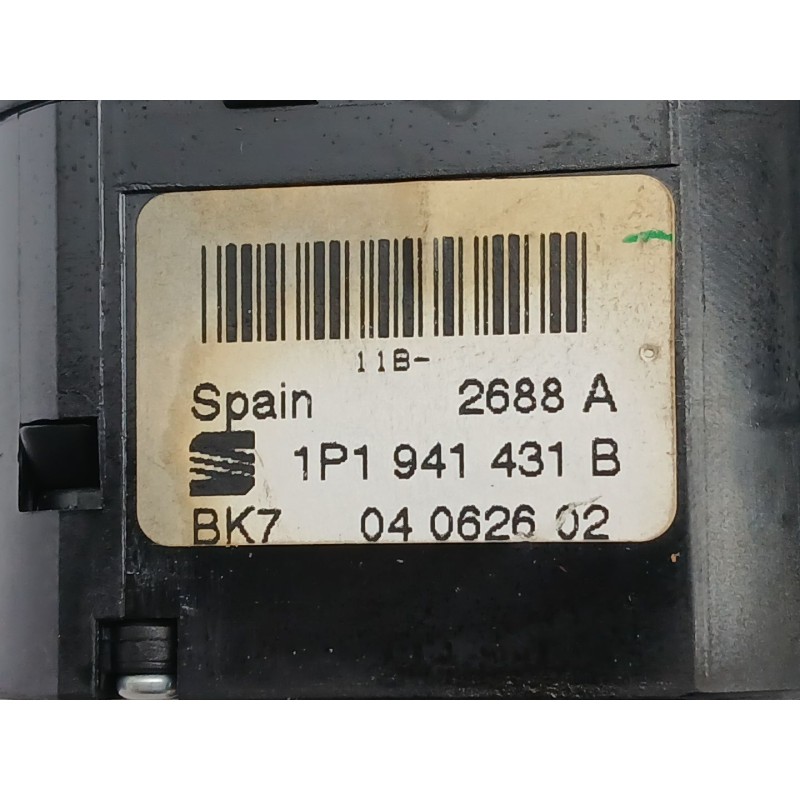 11B-
Spain 2688 A
1P1 941 431 B
BK7 04 0626 02